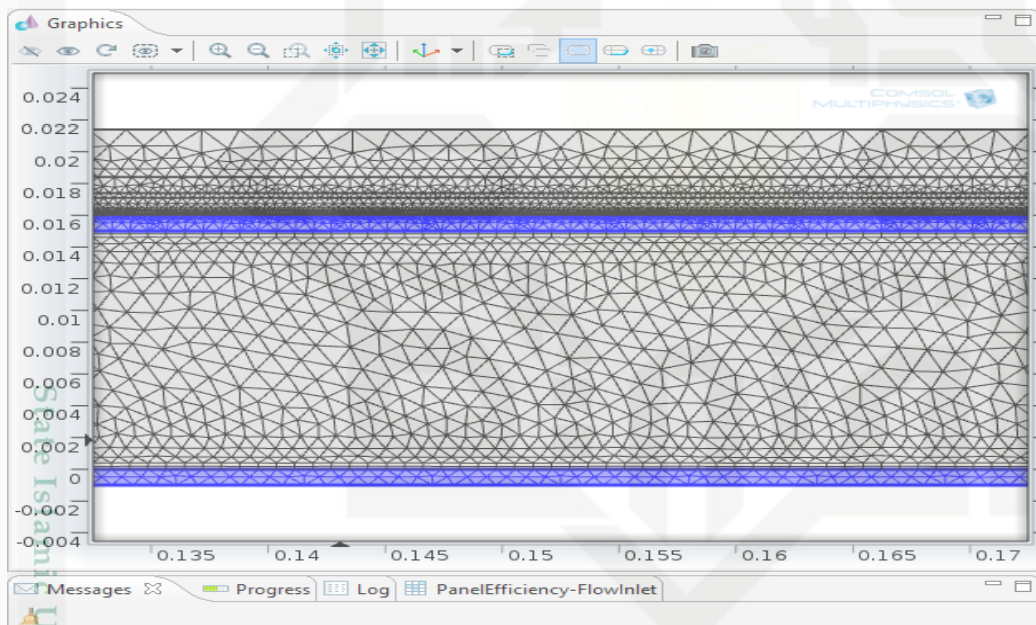 Graphics
COMSOL
MULTIPHYSICS
0.024
0.022
0.02
0.018
0.016
0.014
0.012
0.01
0.008
0.006
0.004
0.002
0
-0.002
-0.004
0.135
0.14
0.145
0.15
0.155
0.16
0.165
0.17
State Islamic U
Messages
Progress
Log
PanelEfficiency-FlowInlet